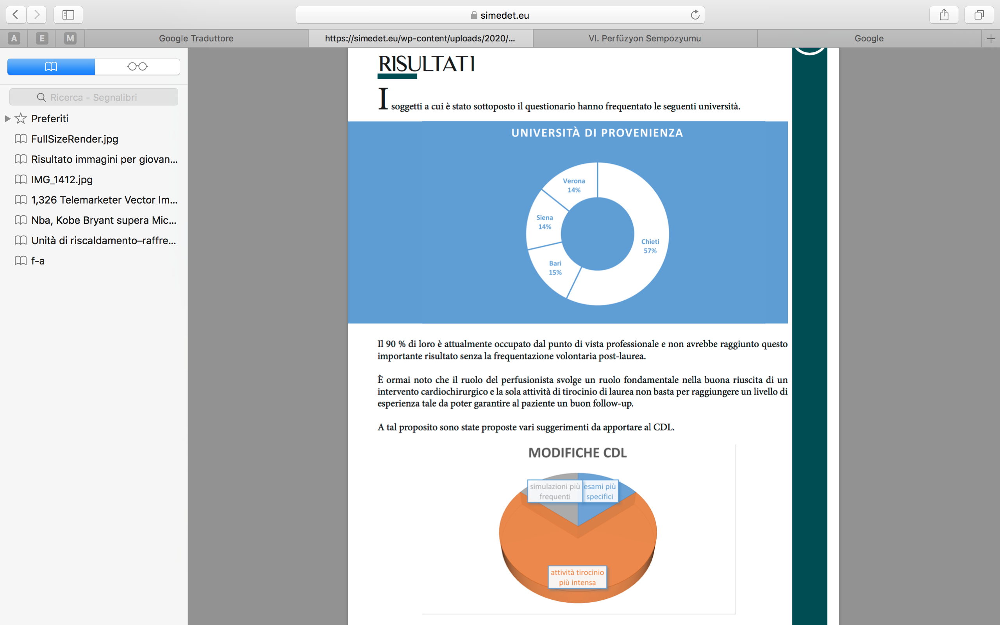 simedet.eu
A
E
M
Google Traduttore
https://simedet.eu/wp-content/uploads/2020/...
VI. Perfüzyon Sempozyumu
Google
Ricerca - Segnalibri
Preferiti
FullSizeRender.jpg
Risultato immagini per giovan...
IMG_1412.jpg
1,326 Telemarketer Vector Im...
Nba, Kobe Bryant supera Mic...
Unità di riscaldamento–raffre...
f-a
RISULTATI
I soggetti a cui è stato sottoposto il questionario hanno frequentato le seguenti università.
UNIVERSITÀ DI PROVENIENZA
Verona
14%
Siena
14%
Chieti
57%
Bari
15%
Il 90 % di loro è attualmente occupato dal punto di vista professionale e non avrebbe raggiunto questo
importante risultato senza la frequentazione volontaria post-laurea.
È ormai noto che il ruolo del perfusionista svolge un ruolo fondamentale nella buona riuscita di un
intervento cardiochirurgico e la sola attività di tirocinio di laurea non basta per raggiungere un livello di
esperienza tale da poter garantire al paziente un buon follow-up.
A tal proposito sono state proposte vari suggerimenti da apportare al CDL.
MODIFICHE CDL
simulazioni più
frequenti
esami più
specifici
attività tirocinio
più intensa